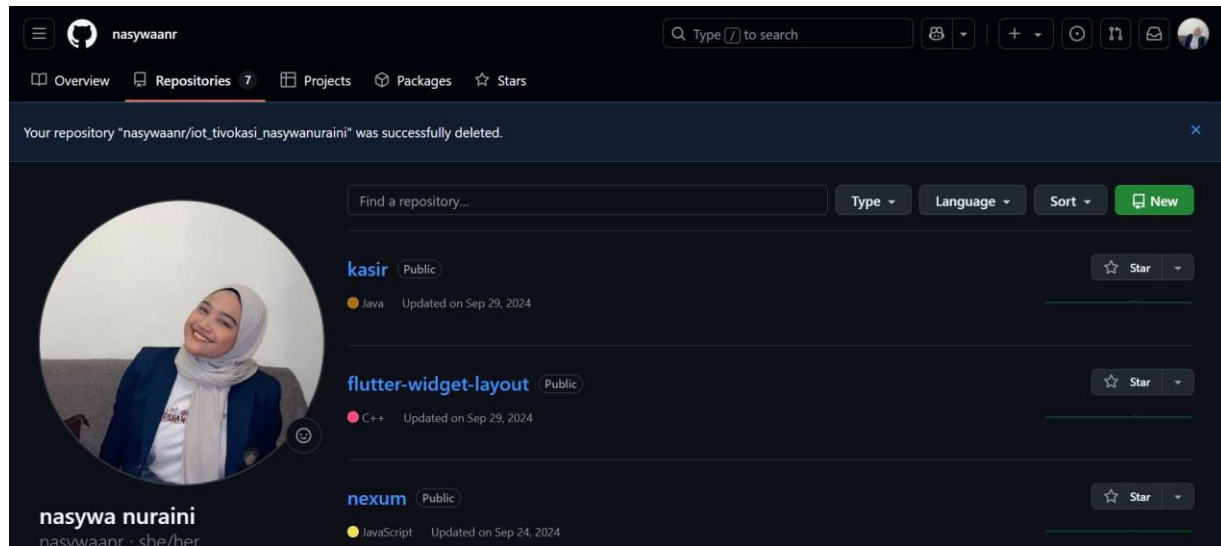 nasywaanr
Type / to search
Overview Repositories 7 Projects Packages Stars
Your repository "nasywaanr/iot_tivokasi_nasywanuraini" was successfully deleted.
Find a repository... Type Language Sort New
kasir Public Star
Java Updated on Sep 29, 2024
flutter-widget-layout Public Star
C++ Updated on Sep 29, 2024
nexum Public Star
nasywa nuraini
JavaScript Updated on Sep 24, 2024
nasywaanr · she/her